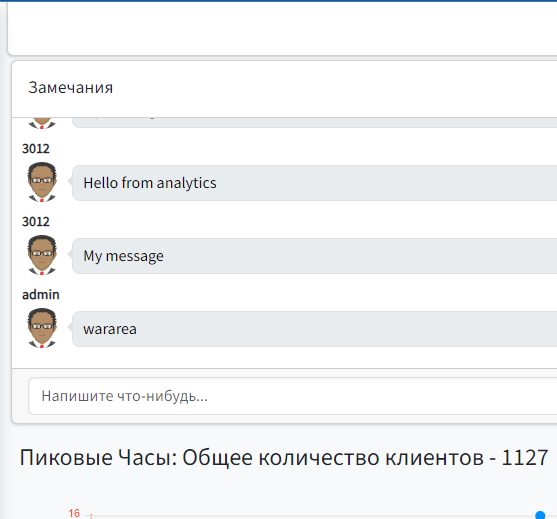 Замечания
3012
Hello from analytics
3012
My message
admin
wararea
Напишите что-нибудь...
Пиковые Часы: Общее количество клиентов - 1127
16